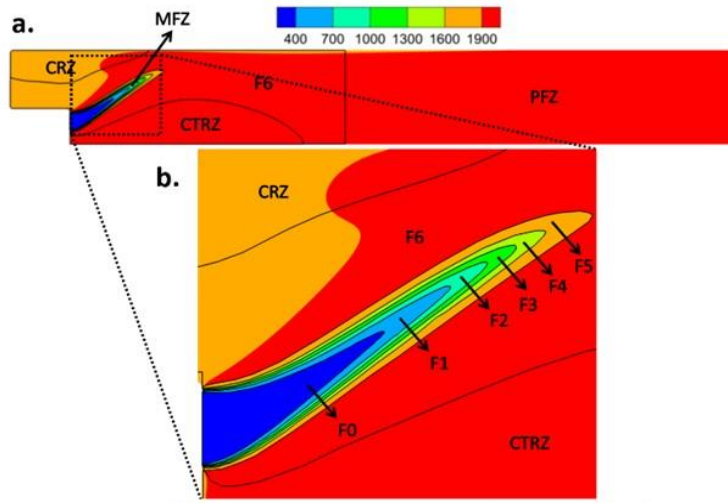 a.
MFZ
400 700 1000 1300 1600 1900
CRZ
F6
PFZ
CTRZ
b.
CRZ
F6
F5
F4
F3
F2
F1
F0
CTRZ